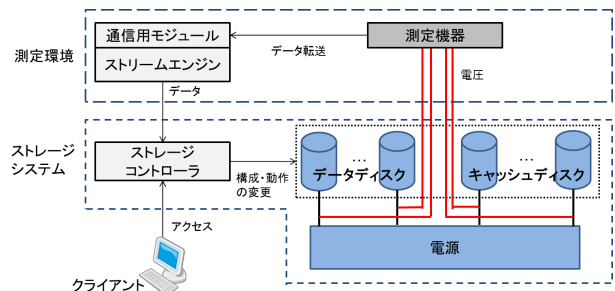 通信用モジュール
ストリームエンジン
測定環境
データ転送
測定機器
電圧
データ
ストレージ
システム
ストレージ
コントローラ
構成・動作
の変更
…
…
データディスク
キャッシュディスク
アクセス
電源
クライアント